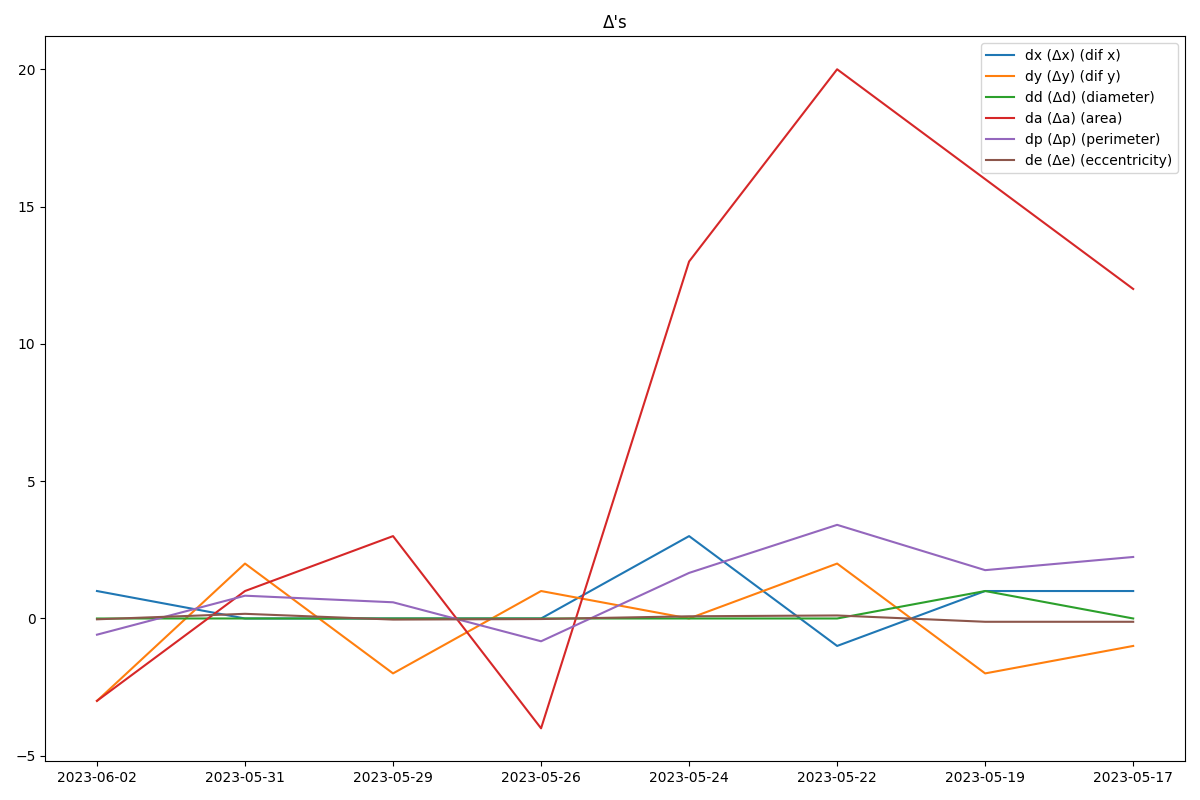 Δ's
dx (Δx) (dif x)
dy (Δy) (dif y)
dd (Δd) (diameter)
da (Δa) (area)
dp (Δp) (perimeter)
de (Δe) (eccentricity)
20
15
10
5
0
−5
2023-06-02 2023-05-31 2023-05-29 2023-05-26 2023-05-24 2023-05-22 2023-05-19 2023-05-17